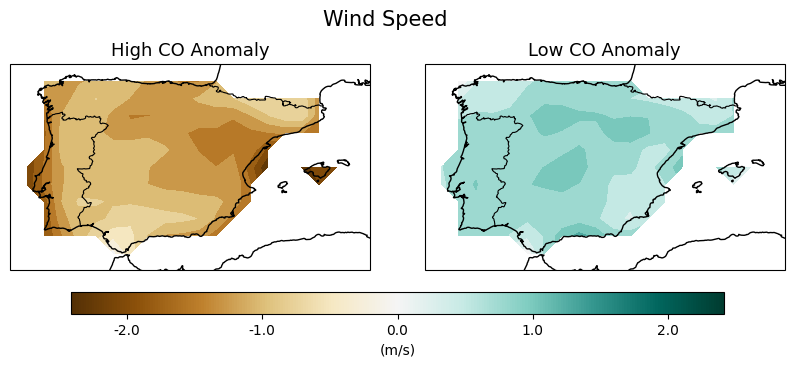 Wind Speed
High CO Anomaly
Low CO Anomaly
-2.0 -1.0 0.0 1.0 2.0
(m/s)